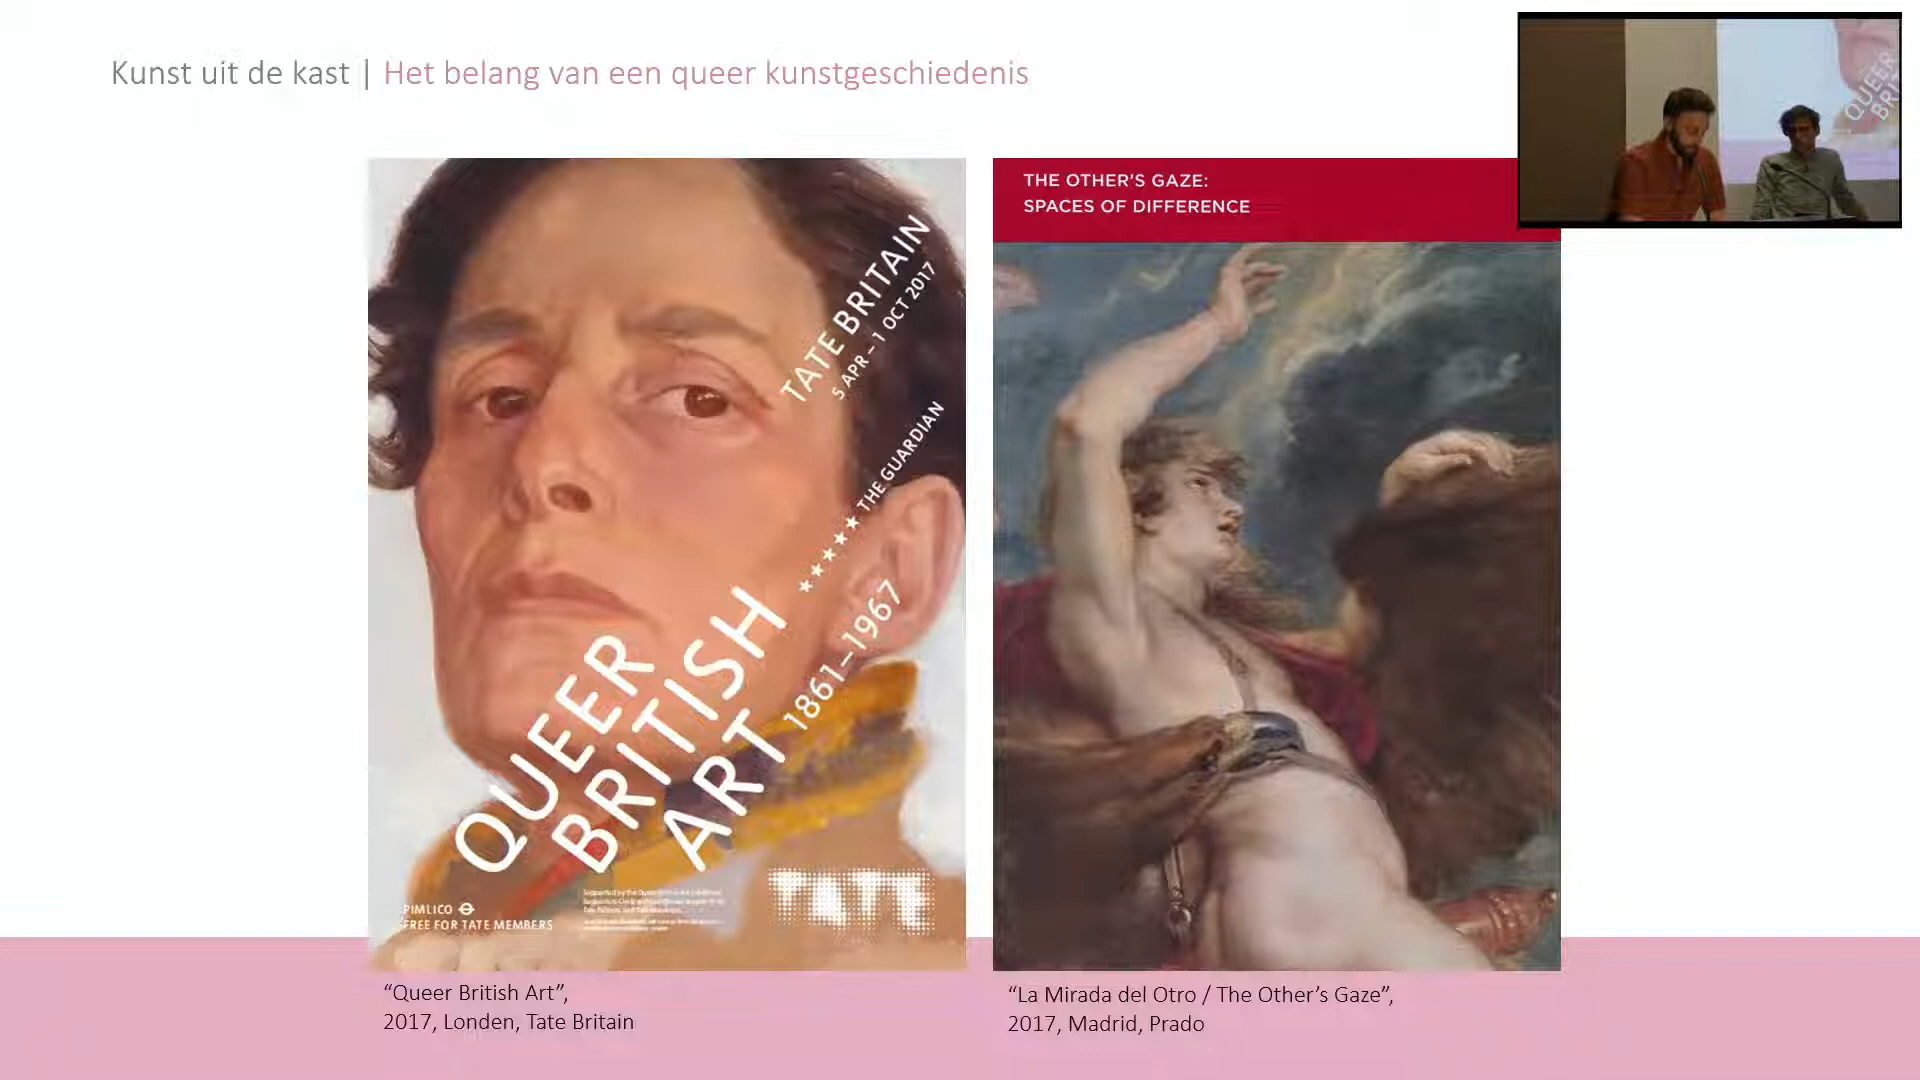 Kunst uit de kast | Het belang van een queer kunstgeschiedenis
TATE BRITAIN
5 APR – 1 OCT 2017
★★★★★ THE GUARDIAN
QUEER
BRITISH
ART
1861–1967
PIMLICO
FREE FOR TATE MEMBERS
TATE
THE OTHER'S GAZE:
SPACES OF DIFFERENCE
QUEER
“Queer British Art”,
2017, Londen, Tate Britain
“La Mirada del Otro / The Other’s Gaze”,
2017, Madrid, Prado